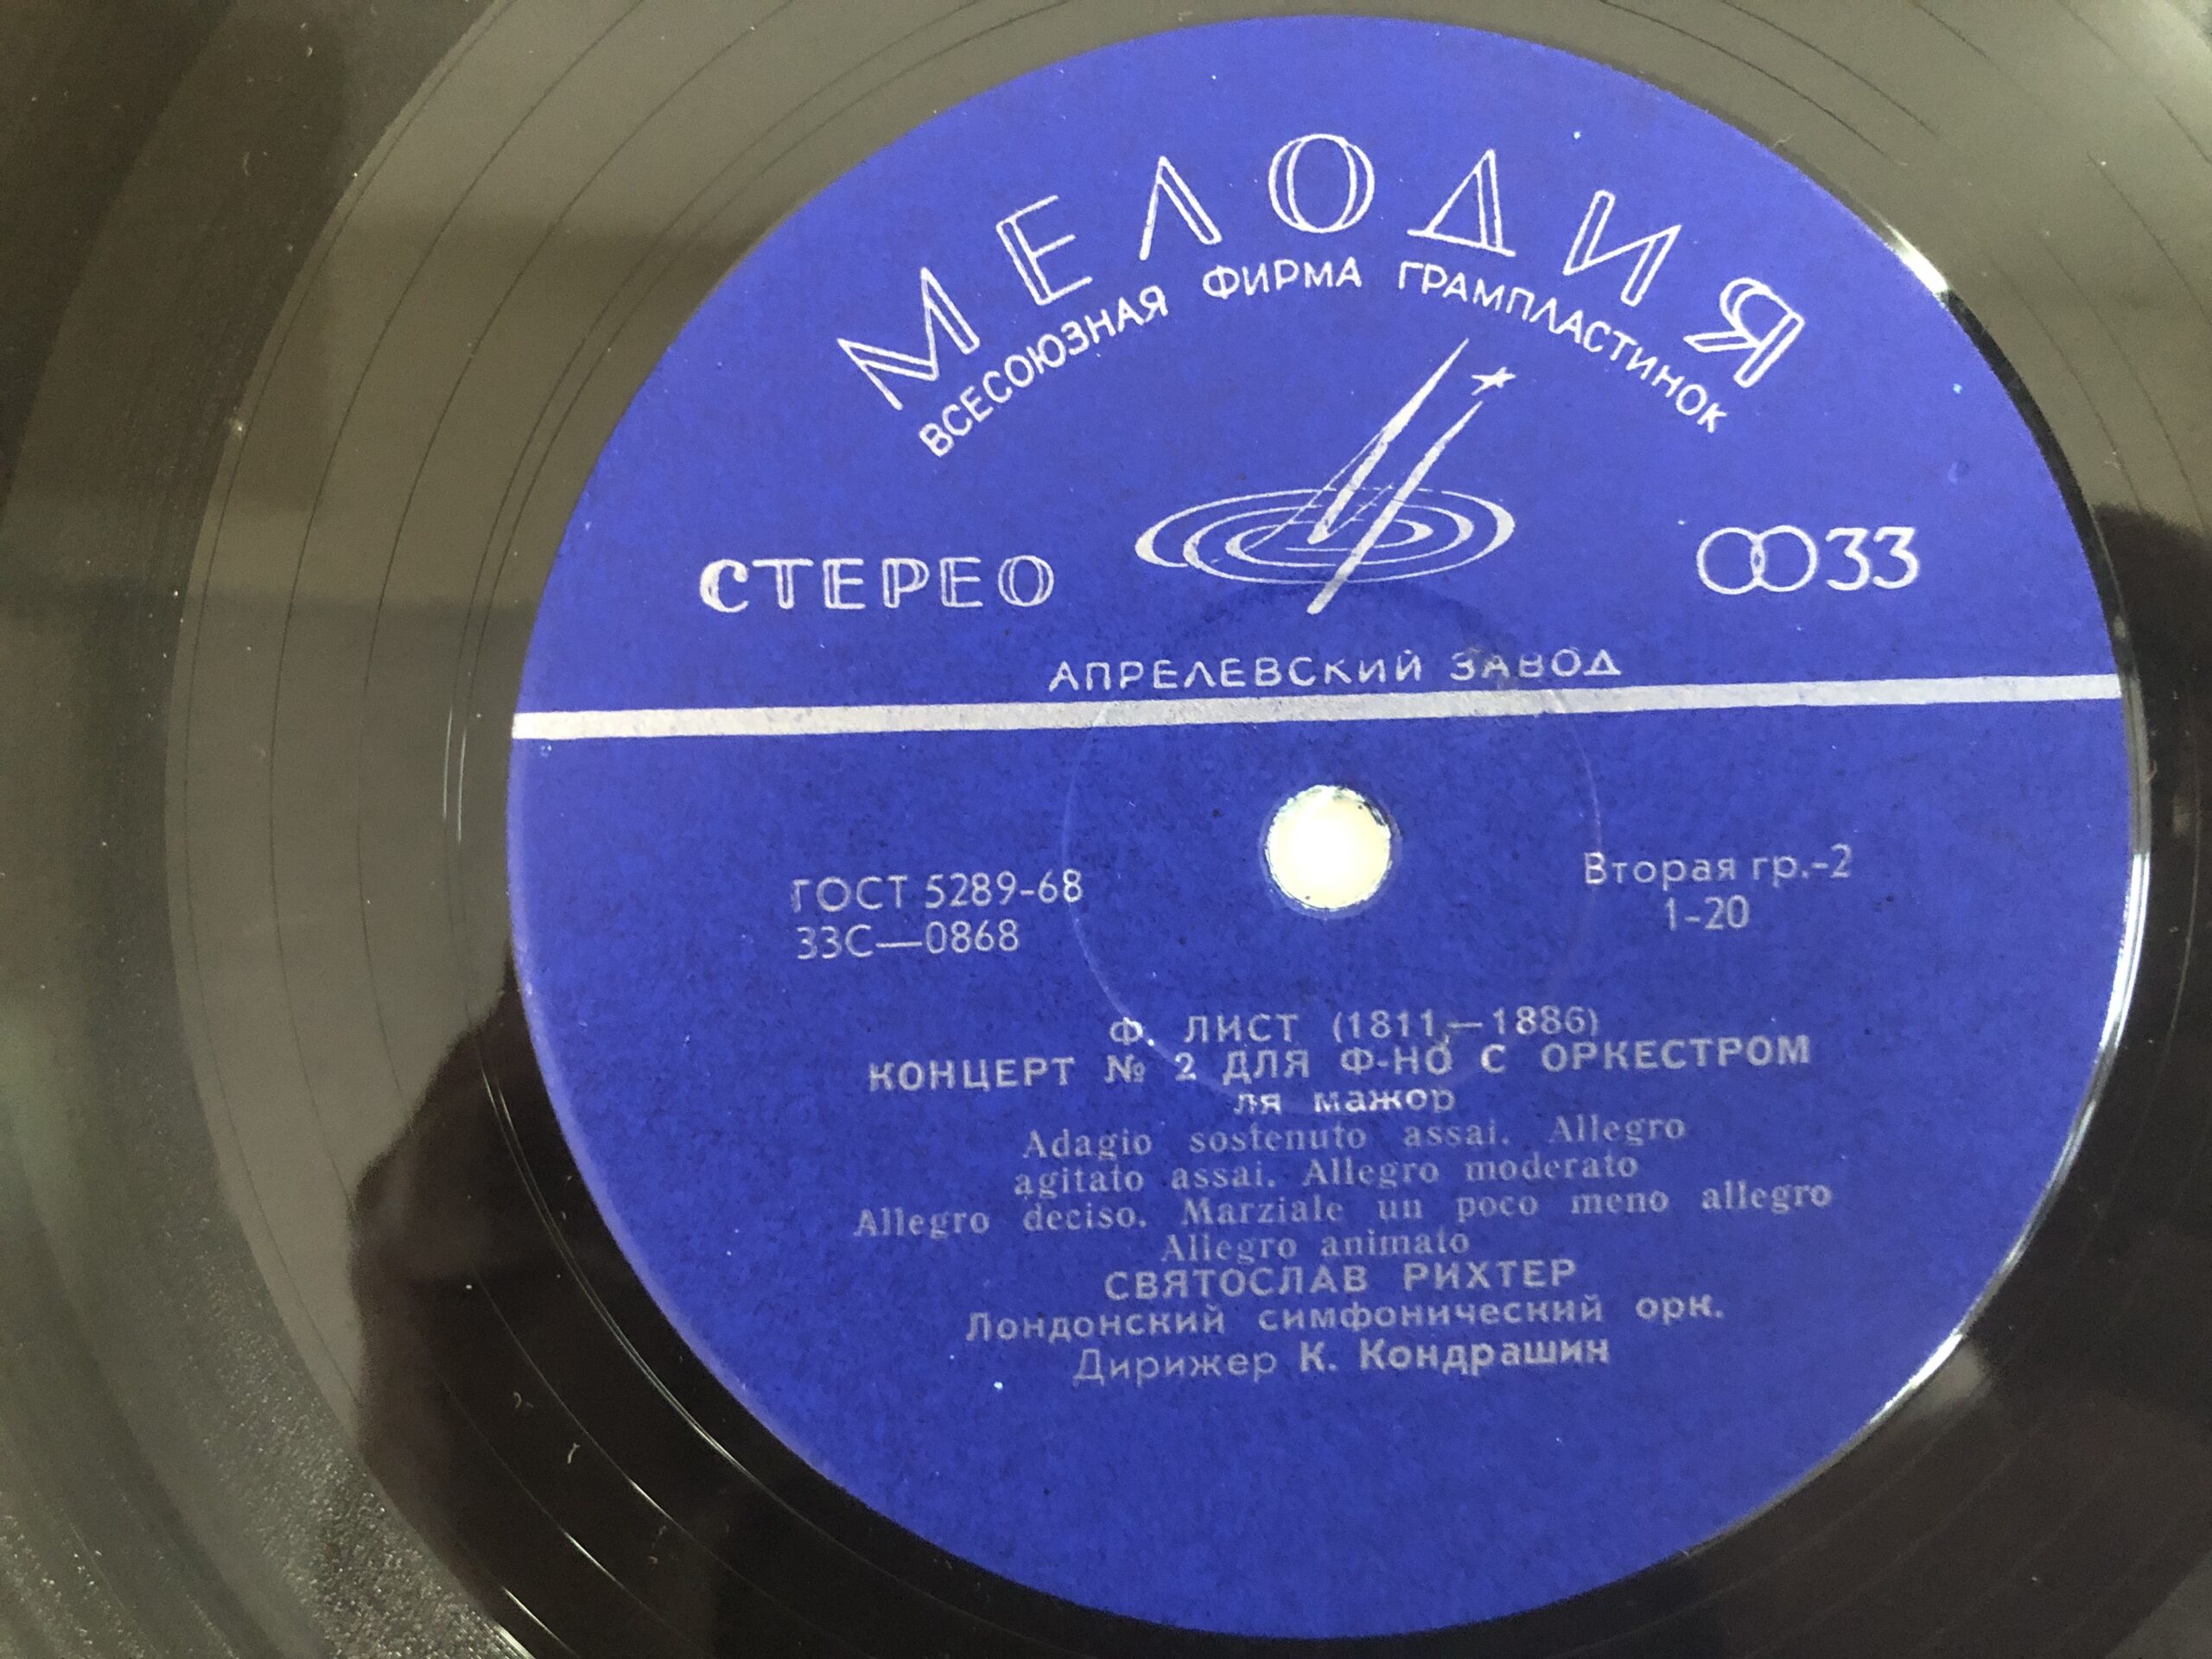 МЕЛОДИЯ
ВСЕСОЮЗНАЯ ФИРМА ГРАМПЛАСТИНОК
СТЕРЕО
33
АПРЕЛЕВСКИЙ ЗАВОД
ГОСТ 5289-68
33С—0868
Вторая гр.-2
1-20
Ф. ЛИСТ (1811,—1886)
КОНЦЕРТ № 2 ДЛЯ Ф-НО С ОРКЕСТРОМ
ля мажор
Adagio sostenuto assai. Allegro
agitato assai. Allegro moderato
Allegro deciso. Marziale un poco meno allegro
Allegro animato
СВЯТОСЛАВ РИХТЕР
Лондонский симфонический орк.
Дирижер К. Кондрашин